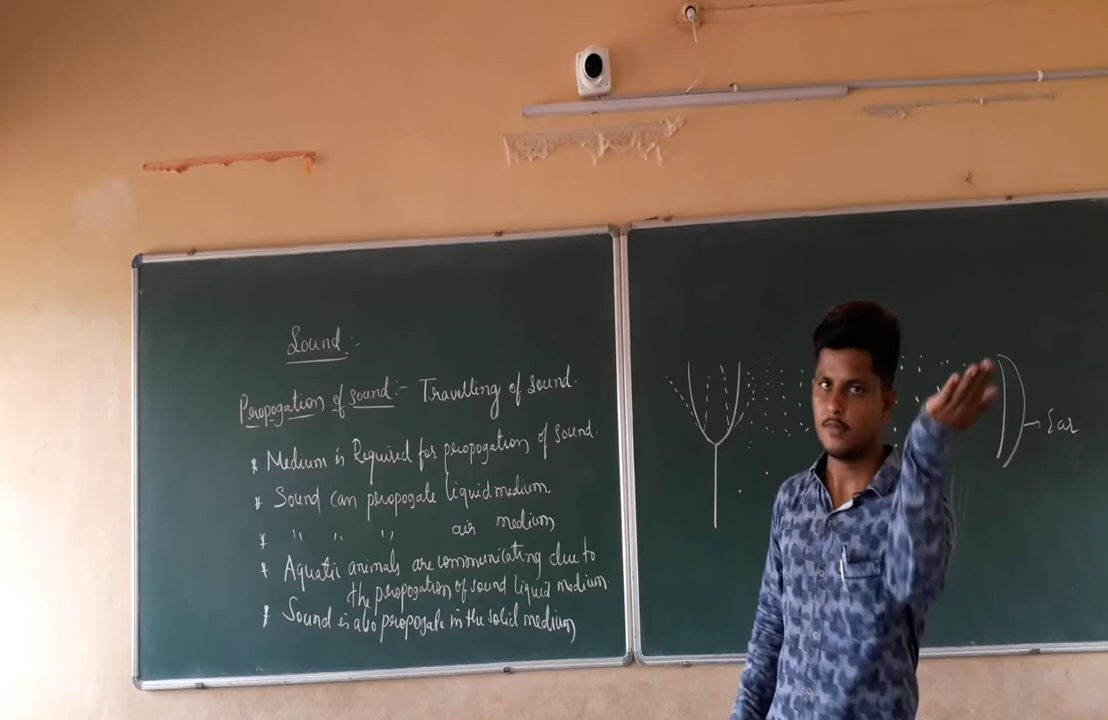 Sound :-
Propogation of sound :- Travelling of sound.
* Medium is Required for propogation of sound.
* Sound can propogate liquid medium
* " " " air medium
* Aquatic animals are communicating due to
the propogation of sound liquid medium.
* Sound is also propogate in the solid medium
Ear